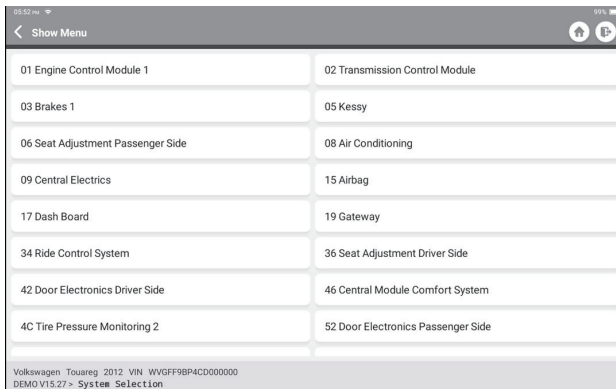 05:52 PM 99%
Show Menu
01 Engine Control Module 1
02 Transmission Control Module
03 Brakes 1
05 Kessy
06 Seat Adjustment Passenger Side
08 Air Conditioning
09 Central Electrics
15 Airbag
17 Dash Board
19 Gateway
34 Ride Control System
36 Seat Adjustment Driver Side
42 Door Electronics Driver Side
46 Central Module Comfort System
4C Tire Pressure Monitoring 2
52 Door Electronics Passenger Side
Volkswagen Touareg 2012 VIN WVGFF9BP4CD000000
DEMO V15.27 > System Selection